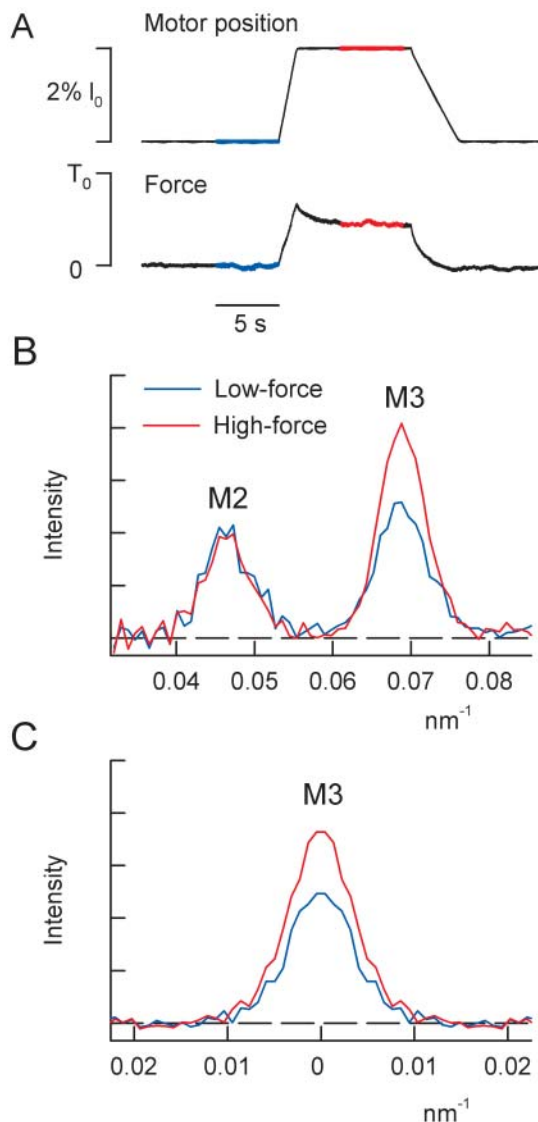 A
Motor position
2% l₀
T₀
Force
0
5 s
B
Low-force
High-force
M3
M2
Intensity
0.04 0.05 0.06 0.07 0.08
nm⁻¹
C
M3
Intensity
0.02 0.01 0 0.01 0.02
nm⁻¹